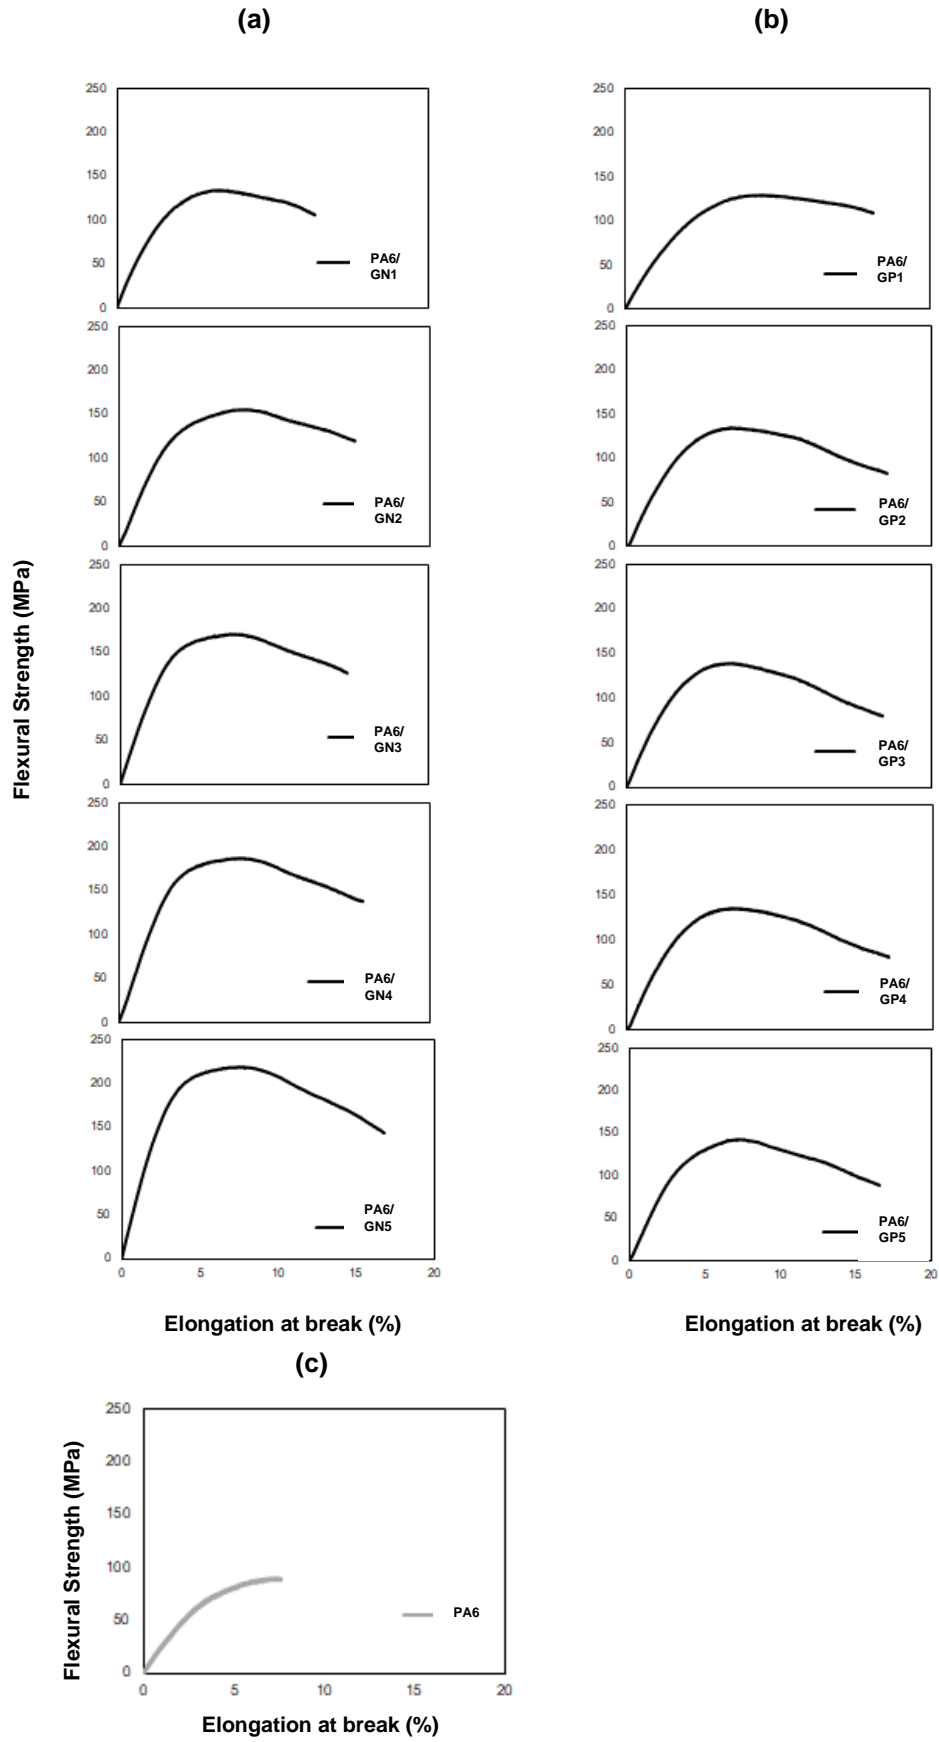 (a)
(b)
250
200
150
100
50
0
PA6/
GN1
250
200
150
100
50
0
PA6/
GP1
250
200
150
100
50
0
PA6/
GN2
250
200
150
100
50
0
PA6/
GP2
Flexural Strength (MPa)
250
200
150
100
50
0
PA6/
GN3
250
200
150
100
50
0
PA6/
GP3
250
200
150
100
50
0
PA6/
GN4
250
200
150
100
50
0
PA6/
GP4
250
200
150
100
50
0
PA6/
GN5
0 5 10 15 20
250
200
150
100
50
0
PA6/
GP5
0 5 10 15 20
Elongation at break (%)
Elongation at break (%)
(c)
Flexural Strength (MPa)
250
200
150
100
50
0
PA6
0 5 10 15 20
Elongation at break (%)